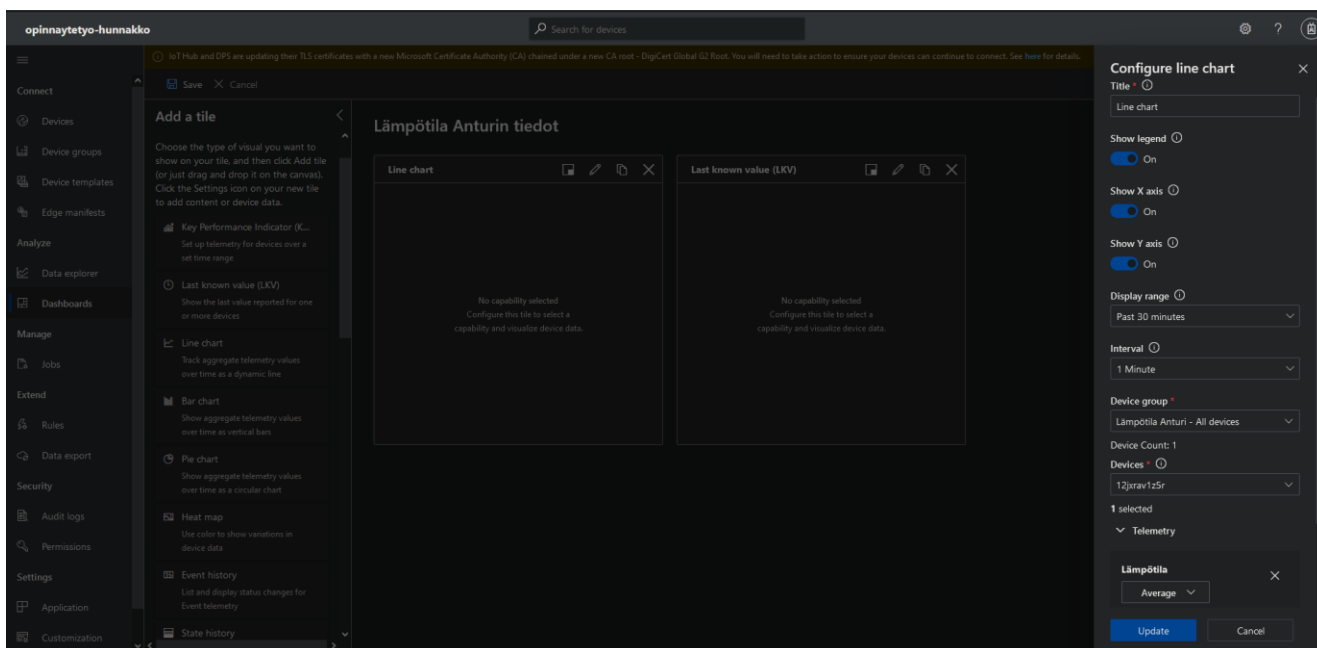 opinnaytetyo-hunnakko
Search for devices
IoT Hub and DPS are updating their TLS certificates with a new Microsoft Certificate Authority (CA) chained under a new CA root - DigiCert Global G2 Root. You will need to take action to ensure your devices can continue to connect. See here for details.
Connect
Devices
Device groups
Device templates
Edge manifests
Analyze
Data explorer
Dashboards
Manage
Jobs
Extend
Rules
Data export
Security
Audit logs
Permissions
Settings
Application
Customization
Save Cancel
Add a tile
Choose the type of visual you want to
show on your tile, and then click Add tile
(or just drag and drop it on the canvas).
Click the Settings icon on your new tile
to add content or device data.
Key Performance Indicator (K...
Set up telemetry for devices over a
set time range
Last known value (LKV)
Show the last value reported for one
or more devices
Line chart
Track aggregate telemetry values
over time as a dynamic line
Bar chart
Show aggregate telemetry values
over time as vertical bars
Pie chart
Show aggregate telemetry values
over time as a circular chart
Heat map
Use color to show variations in
device data
Event history
List and display status changes for
Event telemetry
State history
Lämpötila Anturin tiedot
Line chart
No capability selected
Configure this tile to select a
capability and visualize device data.
Last known value (LKV)
No capability selected
Configure this tile to select a
capability and visualize device data.
Configure line chart
Title *
Line chart
Show legend
On
Show X axis
On
Show Y axis
On
Display range
Past 30 minutes
Interval
1 Minute
Device group *
Lämpötila Anturi - All devices
Device Count: 1
Devices *
12jxrav1z5r
1 selected
Telemetry
Lämpötila
Average
Update Cancel